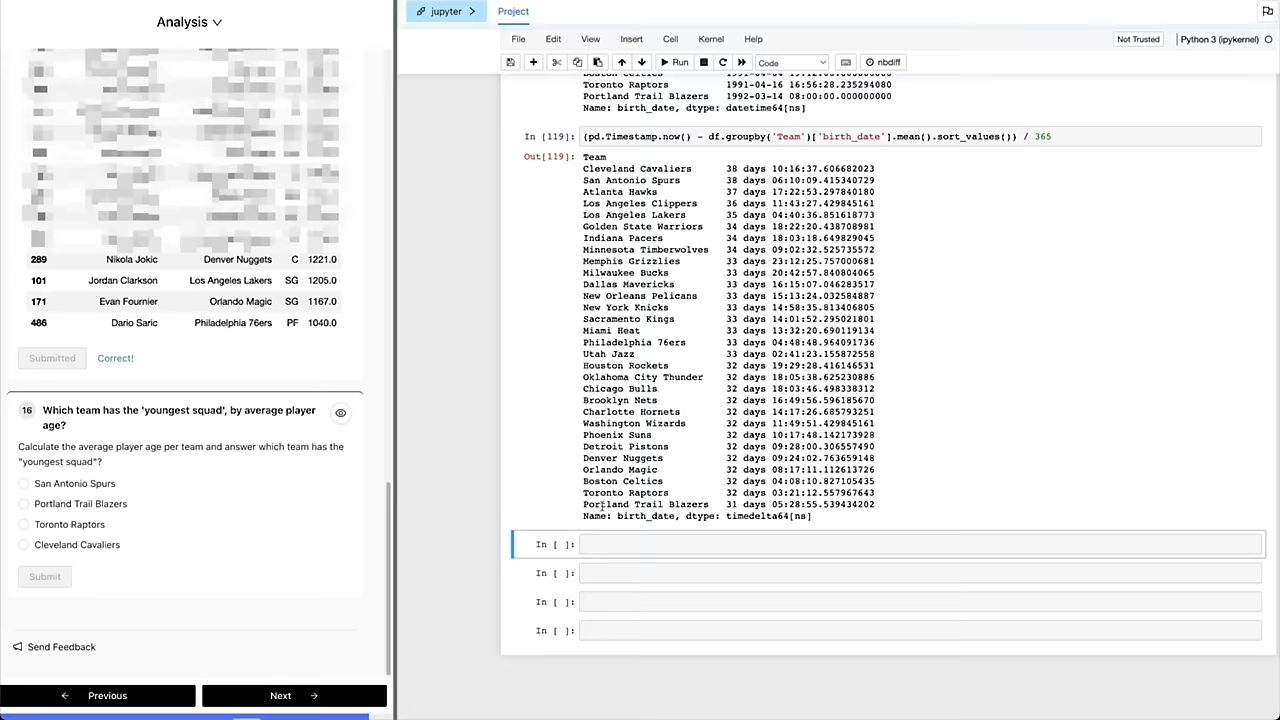 Analysis
289 Nikola Jokic Denver Nuggets C 1221.0
101 Jordan Clarkson Los Angeles Lakers SG 1205.0
171 Evan Fournier Orlando Magic SG 1167.0
486 Dario Saric Philadelphia 76ers PF 1040.0
Submitted Correct!
16 Which team has the 'youngest squad', by average player
age?
Calculate the average player age per team and answer which team has the
"youngest squad"?
San Antonio Spurs
Portland Trail Blazers
Toronto Raptors
Cleveland Cavaliers
Submit
Send Feedback
Previous
Next
jupyter Project
File Edit View Insert Cell Kernel Help
Not Trusted Python 3 (ipykernel)
Run Code nbdiff
Toronto Raptors 1991-04-16 16:56:28.235294080
Portland Trail Blazers 1992-03-14 08:00:00.000000000
Name: birth_date, dtype: datetime64[ns]
In [119]: (pd.Timestamp.now() - df.groupby('Team')['birth_date'].mean().sort_values()) / 365
Out[119]: Team
Cleveland Cavaliers 38 days 10:16:37.606682023
San Antonio Spurs 38 days 06:10:09.415340729
Atlanta Hawks 37 days 17:22:53.297840180
Los Angeles Clippers 36 days 11:43:27.429845161
Los Angeles Lakers 35 days 04:40:36.851618773
Golden State Warriors 34 days 18:22:20.438708981
Indiana Pacers 34 days 18:03:18.649829045
Minnesota Timberwolves 34 days 09:02:32.525735572
Memphis Grizzlies 33 days 23:12:25.757000681
Milwaukee Bucks 33 days 20:42:57.840804065
Dallas Mavericks 33 days 16:15:07.046283517
New Orleans Pelicans 33 days 15:13:24.032584887
New York Knicks 33 days 14:58:35.813406805
Sacramento Kings 33 days 14:01:52.295021801
Miami Heat 33 days 13:32:20.690119134
Philadelphia 76ers 33 days 04:48:48.964091736
Utah Jazz 33 days 02:41:23.155872558
Houston Rockets 32 days 19:29:28.416146531
Oklahoma City Thunder 32 days 18:05:38.625230886
Chicago Bulls 32 days 18:03:46.498338312
Brooklyn Nets 32 days 16:49:56.596185670
Charlotte Hornets 32 days 14:17:26.685793251
Washington Wizards 32 days 11:49:51.429845161
Phoenix Suns 32 days 10:17:48.142173928
Detroit Pistons 32 days 09:28:00.306557490
Denver Nuggets 32 days 09:24:02.763659148
Orlando Magic 32 days 08:17:11.112613726
Boston Celtics 32 days 04:08:10.827105435
Toronto Raptors 32 days 03:21:12.557967643
Portland Trail Blazers 31 days 05:28:55.539434202
Name: birth_date, dtype: timedelta64[ns]
In [ ]:
In [ ]:
In [ ]:
In [ ]: